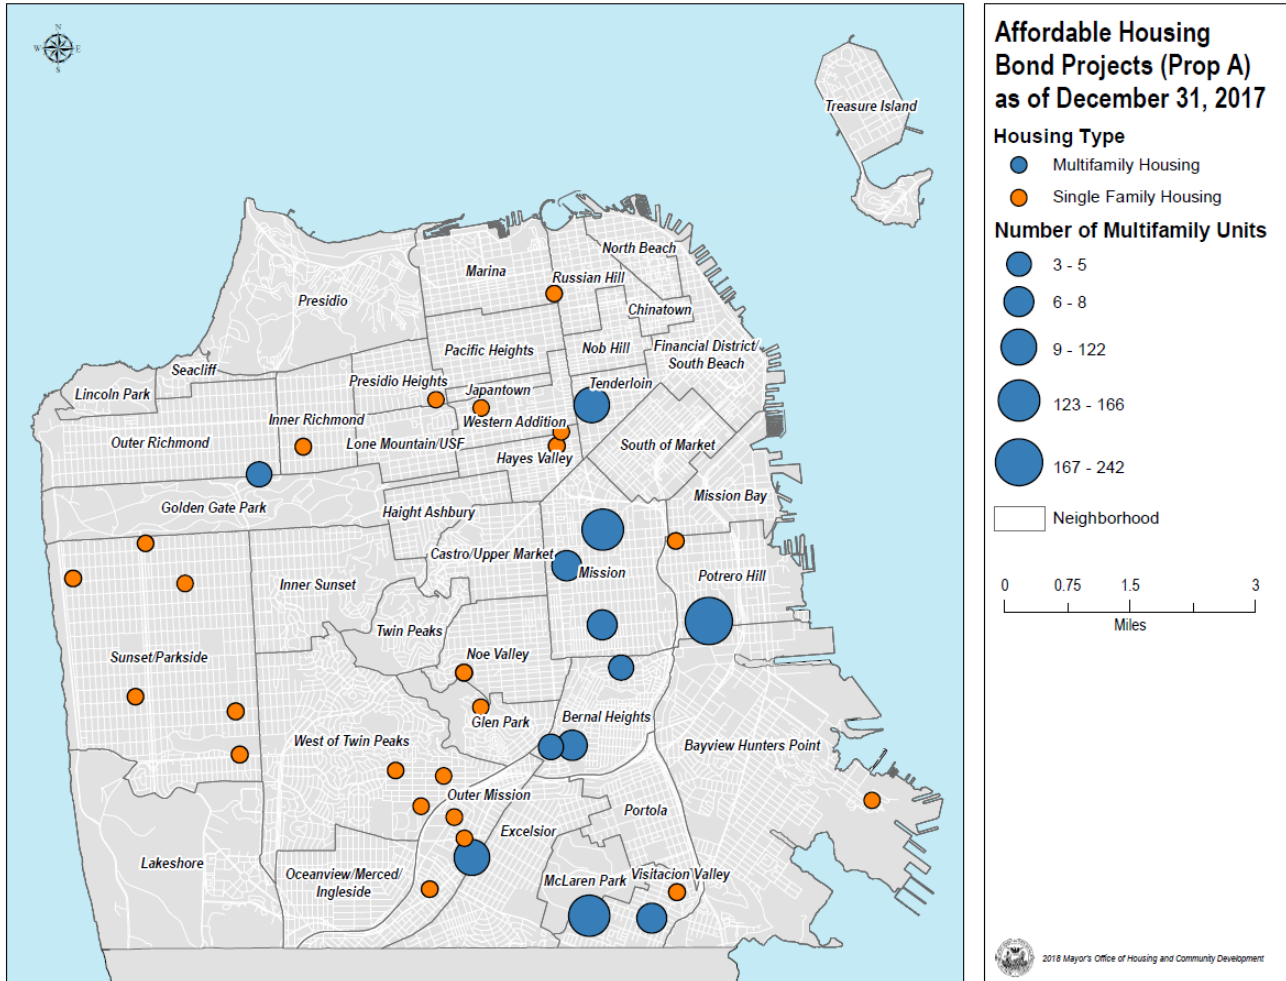 N
W E
S
Treasure Island
North Beach
Marina
Russian Hill
Presidio
Chinatown
Pacific Heights
Nob Hill
Financial District/
South Beach
Seacliff
Lincoln Park
Presidio Heights
Japantown
Tenderloin
Inner Richmond
Western Addition
Outer Richmond
Lone Mountain/USF
South of Market
Hayes Valley
Mission Bay
Golden Gate Park
Haight Ashbury
Castro/Upper Market
Mission
Potrero Hill
Inner Sunset
Twin Peaks
Noe Valley
Sunset/Parkside
Glen Park
Bernal Heights
West of Twin Peaks
Bayview Hunters Point
Outer Mission
Portola
Excelsior
Lakeshore
Oceanview/Merced/
Ingleside
McLaren Park
Visitacion Valley
Affordable Housing
Bond Projects (Prop A)
as of December 31, 2017
Housing Type
Multifamily Housing
Single Family Housing
Number of Multifamily Units
3 - 5
6 - 8
9 - 122
123 - 166
167 - 242
Neighborhood
0 0.75 1.5 3
Miles
2018 Mayor's Office of Housing and Community Development